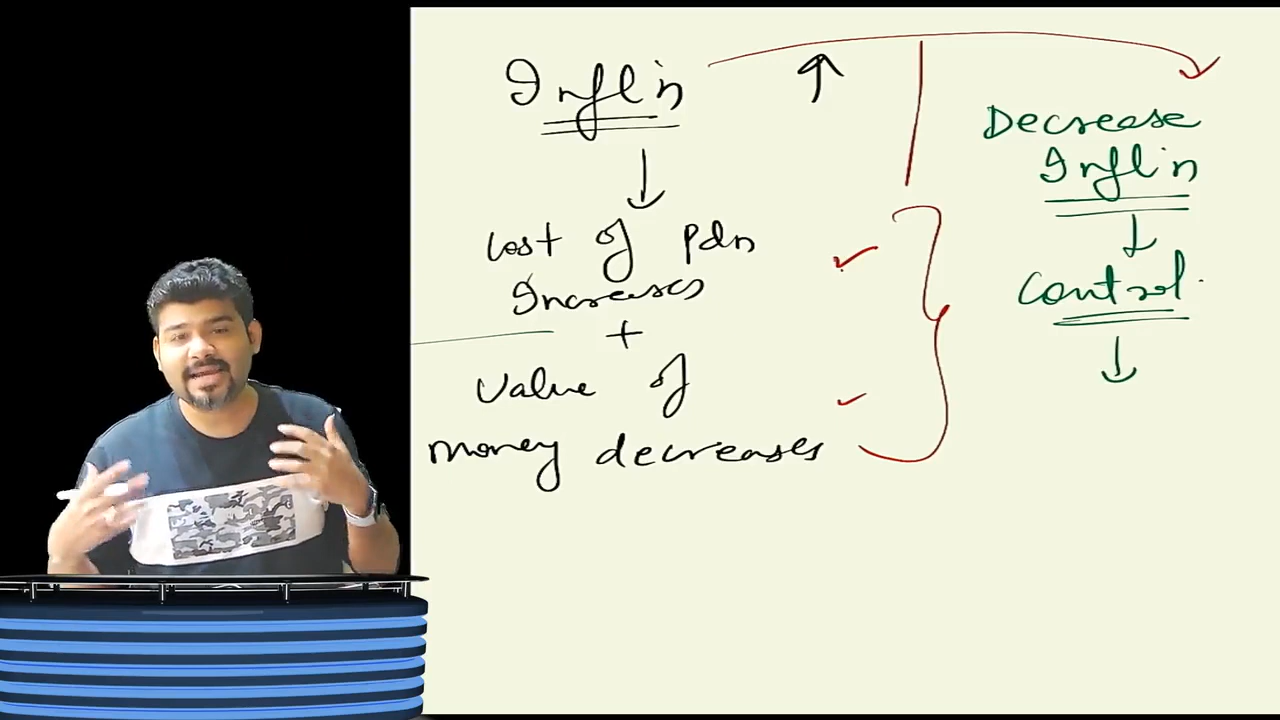 Infl'n ↑
↓
Cost of Pdn
Increases
+
Value of
money decreases
Decrease
Infl'n
↓
Control.
↓